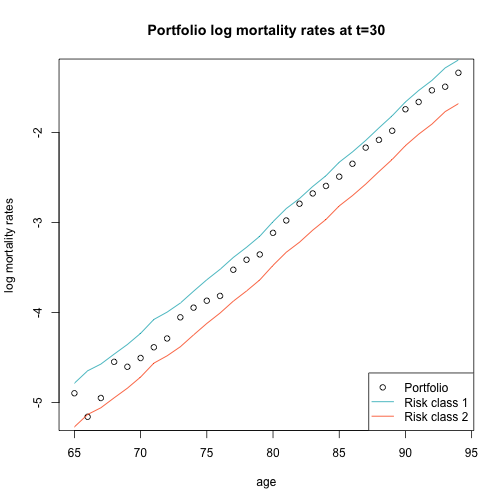 Portfolio log mortality rates at t=30
log mortality rates
-2
-3
-4
-5
65
70
75
80
85
90
95
age
Portfolio
Risk class 1
Risk class 2